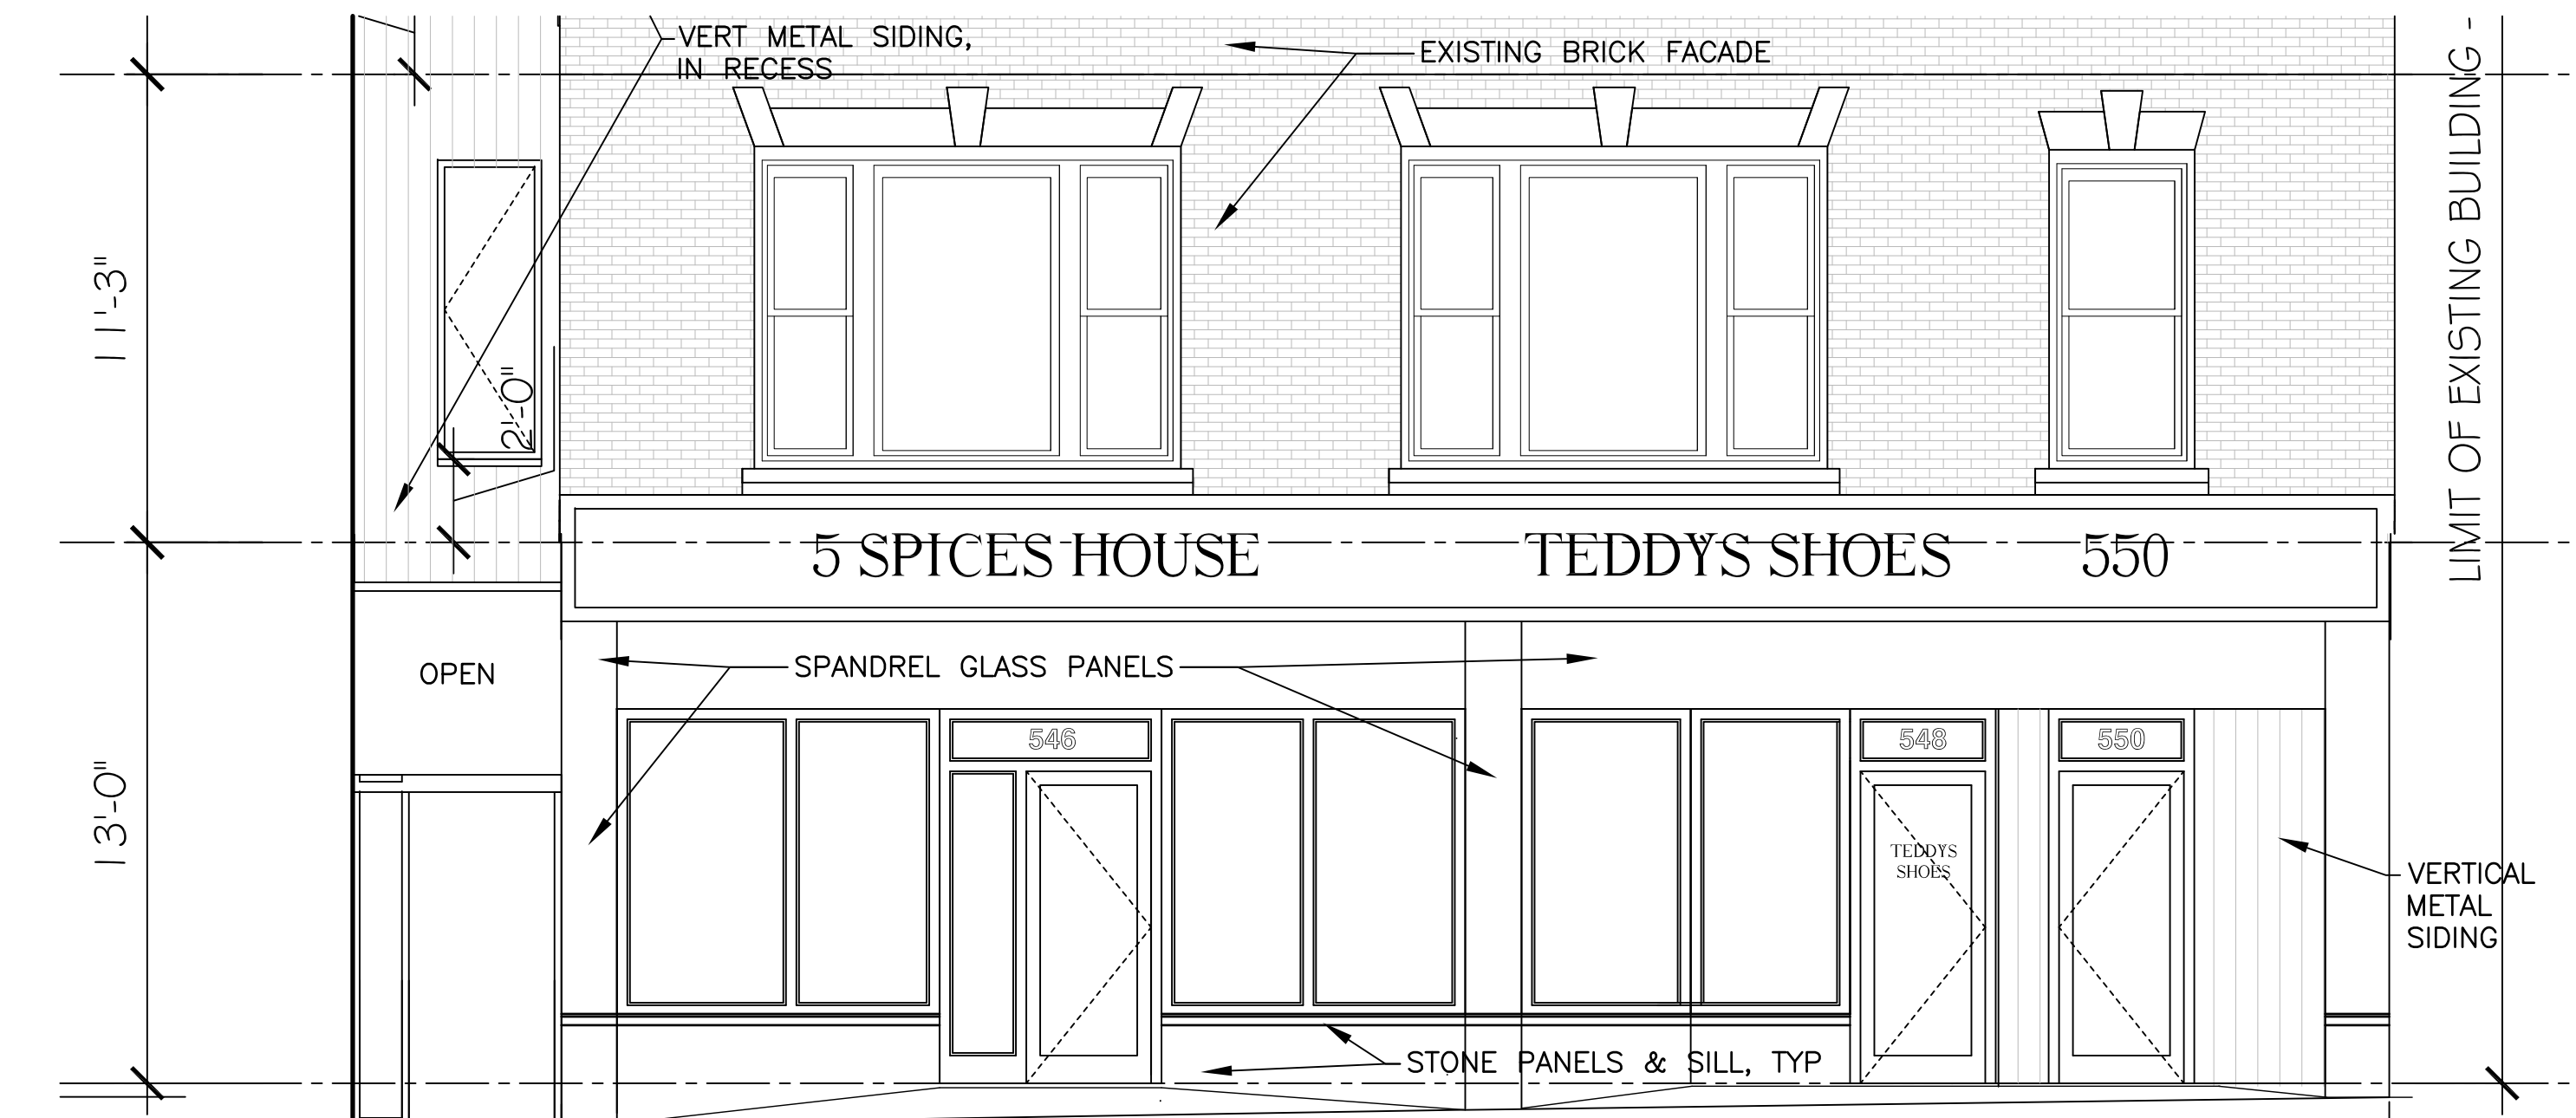 VERT METAL SIDING,
IN RECESS
EXISTING BRICK FACADE
LIMIT OF EXISTING BUILDING -
11'-3"
2'-0"
5 SPICES HOUSE
TEDDYS SHOES
550
OPEN
SPANDREL GLASS PANELS
546
548
550
13'-0"
TEDDYS
SHOES
VERTICAL
METAL
SIDING
STONE PANELS & SILL, TYP